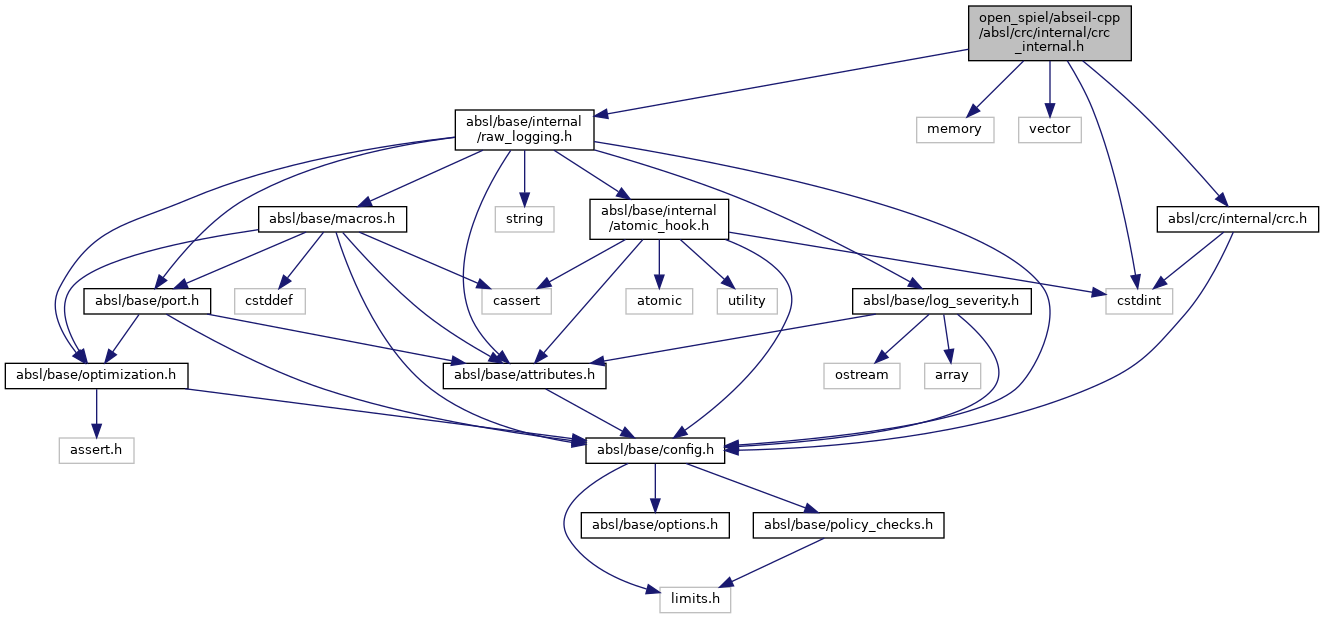 open_spiel/abseil-cpp
/absl/crc/internal/crc
_internal.h
absl/base/internal
/raw_logging.h
memory
vector
absl/base/macros.h
string
absl/base/internal
/atomic_hook.h
absl/crc/internal/crc.h
absl/base/port.h
cstddef
cassert
atomic
utility
absl/base/log_severity.h
cstdint
absl/base/optimization.h
absl/base/attributes.h
ostream
array
assert.h
absl/base/config.h
absl/base/options.h
absl/base/policy_checks.h
limits.h